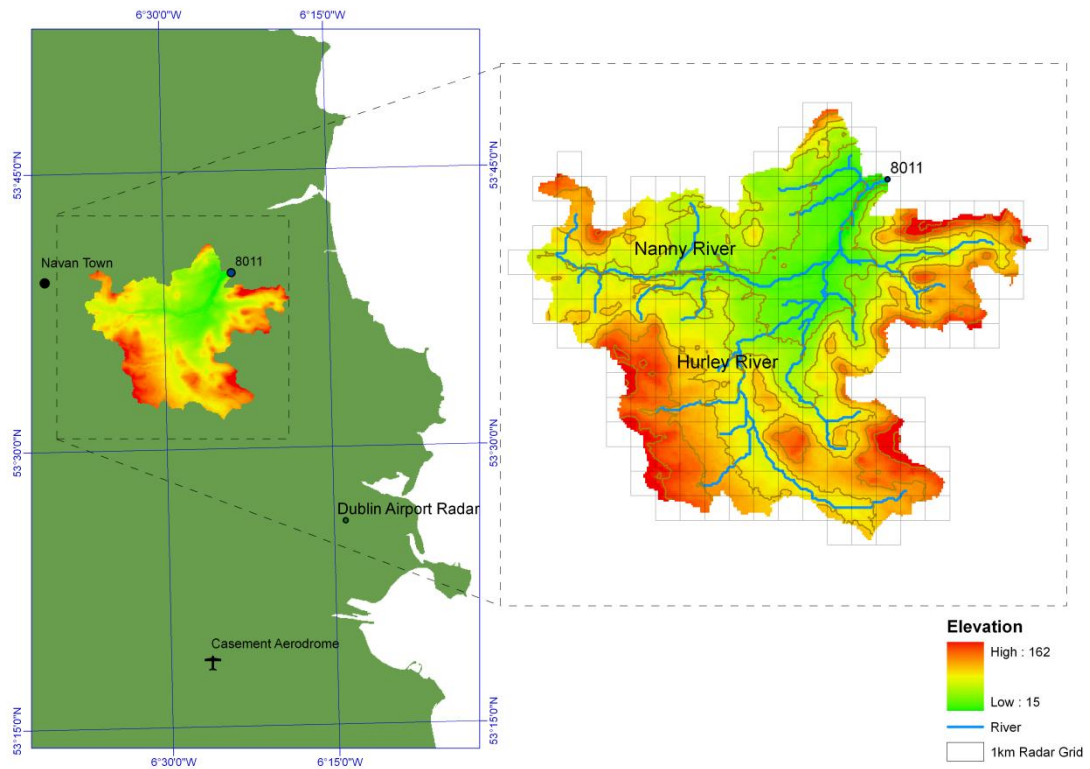 6°30'0"W
6°15'0"W
53°45'0"N
53°45'0"N
8011
Nanny River
Navan Town
8011
Hurley River
53°30'0"N
53°30'0"N
Dublin Airport Radar
Casement Aerodrome
Elevation
High : 162
Low : 15
River
1km Radar Grid
53°15'0"N
53°15'0"N
6°30'0"W
6°15'0"W